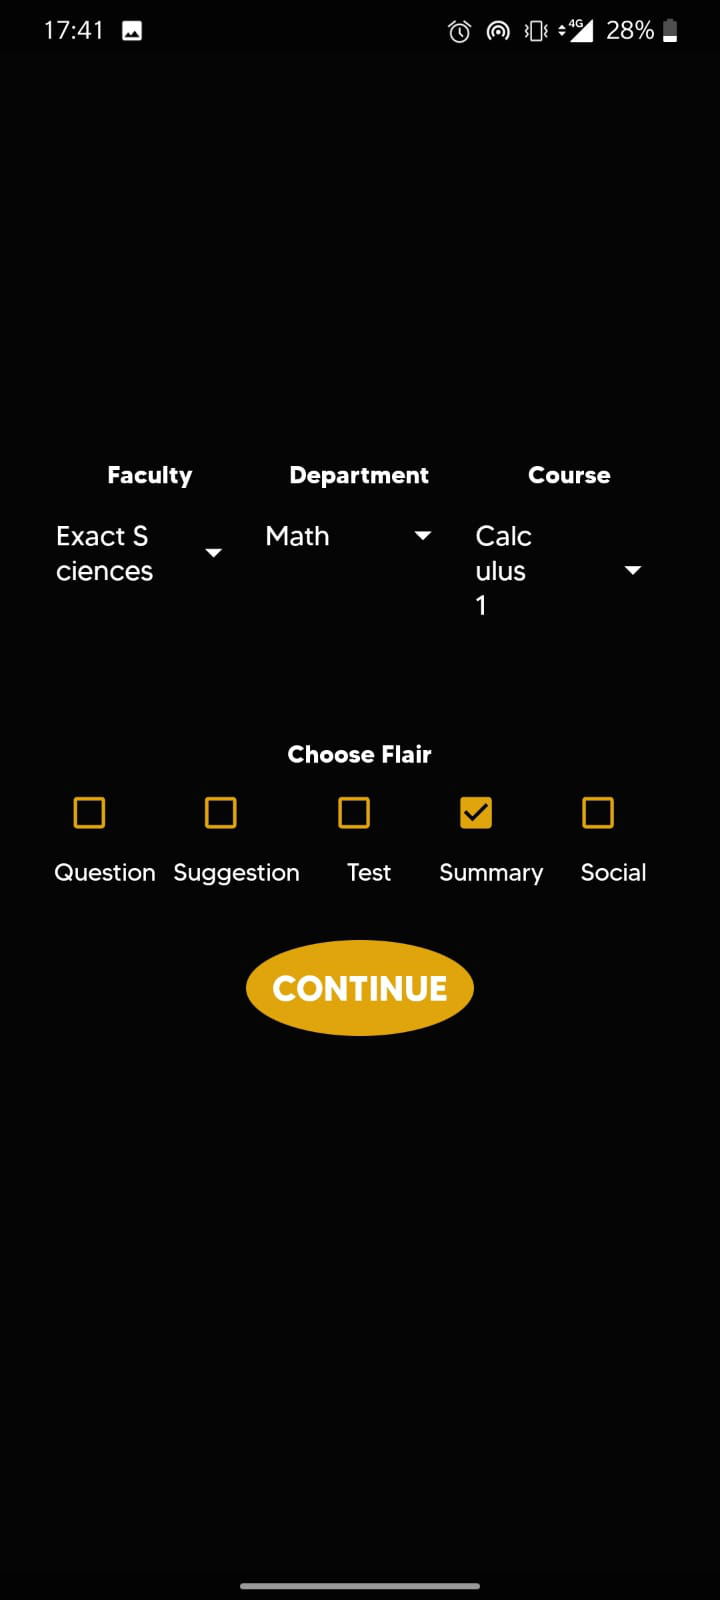 17:41 4G 28%
Faculty Department Course
Exact S
ciences
Math
Calc
ulus
1
Choose Flair
Question Suggestion Test Summary Social
CONTINUE